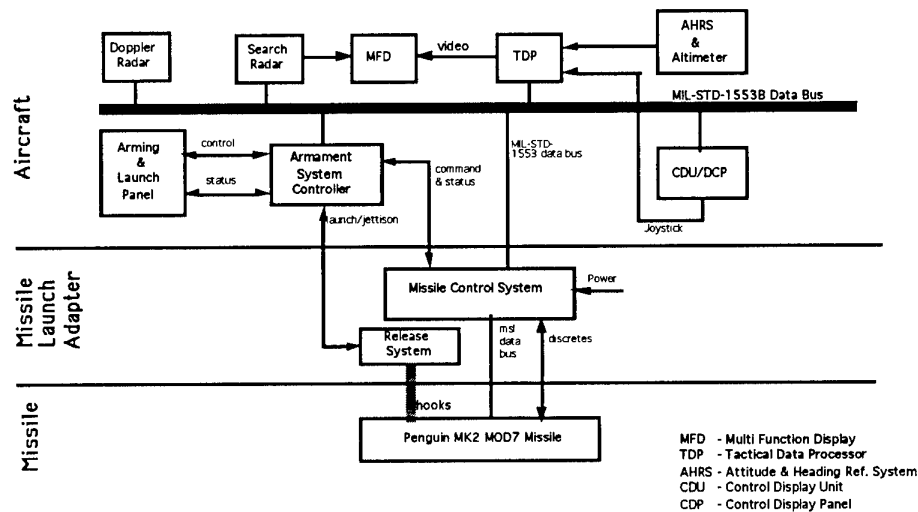 Aircraft
Doppler
Radar
Search
Radar
MFD
video
TDP
AHRS
&
Altimeter
MIL-STD-1553B Data Bus
Arming
&
Launch
Panel
control
status
Armament
System
Controller
command
& status
MIL-STD-
1553 data bus
CDU/DCP
Joystick
launch/jettison
Missile
Launch
Adapter
Missile Control System
Power
Release
System
msl
data
bus
discretes
Missile
hooks
Penguin MK2 MOD7 Missile
MFD - Multi Function Display
TDP - Tactical Data Processor
AHRS - Attitude & Heading Ref. System
CDU - Control Display Unit
CDP - Control Display Panel